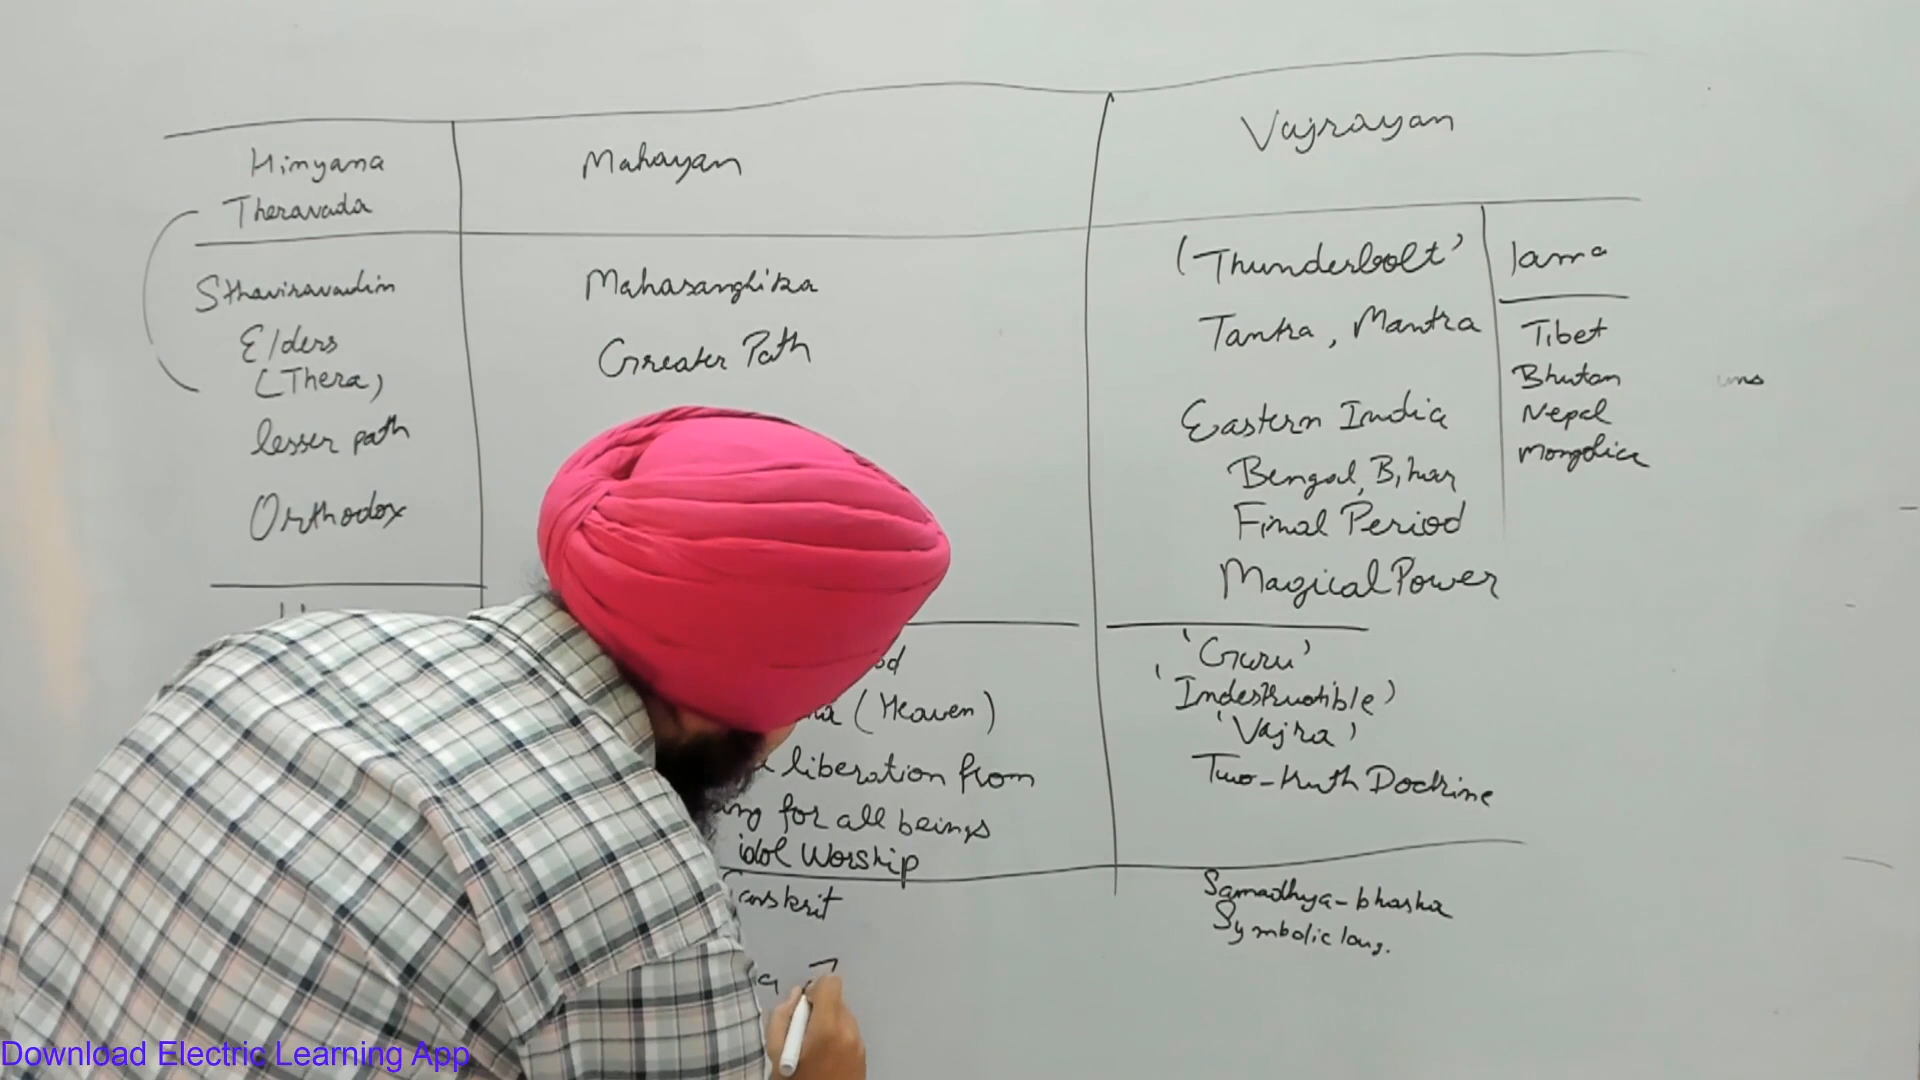 Hinyana
Theravada
Sthaviravadin
Elders
(Thera)
lesser path
Orthodox
Mahayan
Mahasanghika
Greater Path
(Heaven)
liberation from
for all beings
idol Worship
Sanskrit
Vajrayan
(Thunderbolt'
Tantra, Mantra
Eastern India
Bengal, Bihar
Final Period
Magical Power
lama
Tibet
Bhutan
Nepal
Mongolia
'Guru'
'Indestructible)
'Vajra'
Two-truth Doctrine
Samadhya-bhasha
Symbolic lang.
Download Electric Learning App